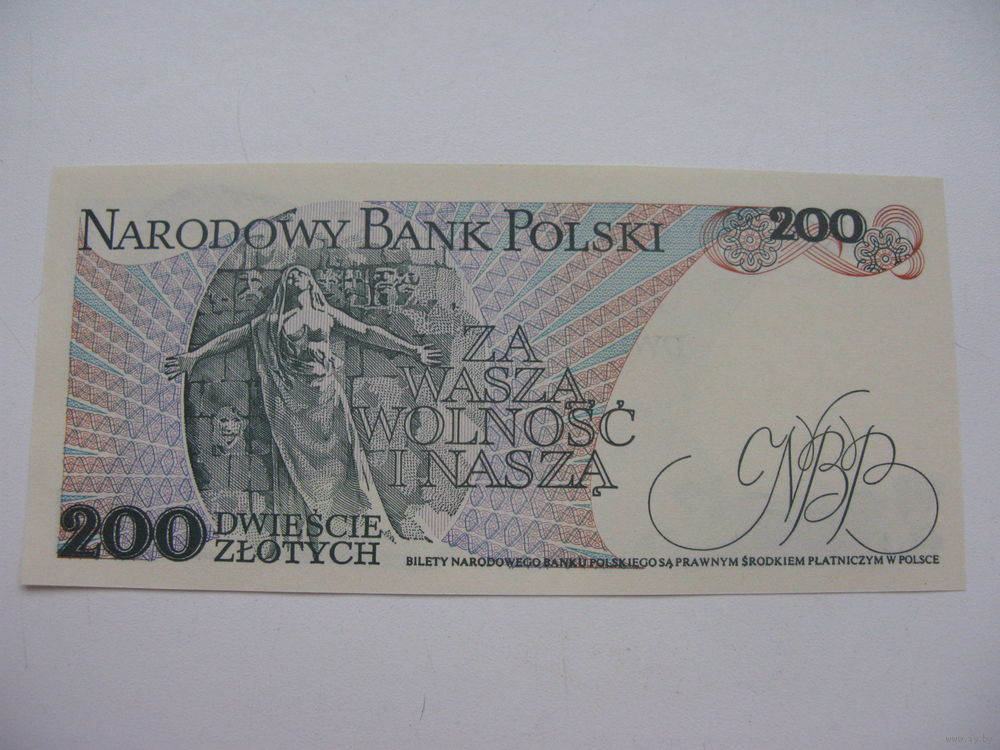 NARODOWY BANK POLSKI
200
ZA
WASZĄ
WOLNOŚĆ
I NASZĄ
NBP
200 DWIEŚCIE
ZŁOTYCH
BILETY NARODOWEGO BANKU POLSKIEGO SĄ PRAWNYM ŚRODKIEM PŁATNICZYM W POLSCE